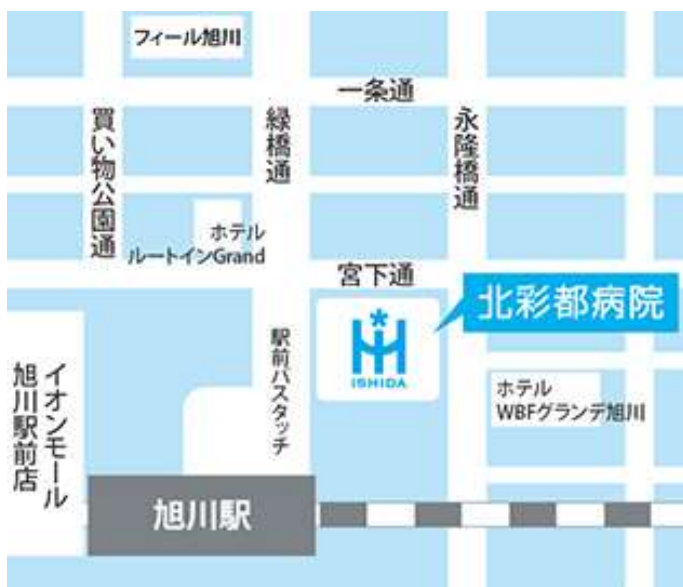 フィール旭川
一条通
買い物公園通
緑橋通
永隆橋通
ホテル
ルートインGrand
宮下通
北彩都病院
ISHIDA
駅前バスタッチ
イオンモール
旭川駅前店
ホテル
WBFグランデ旭川
旭川駅